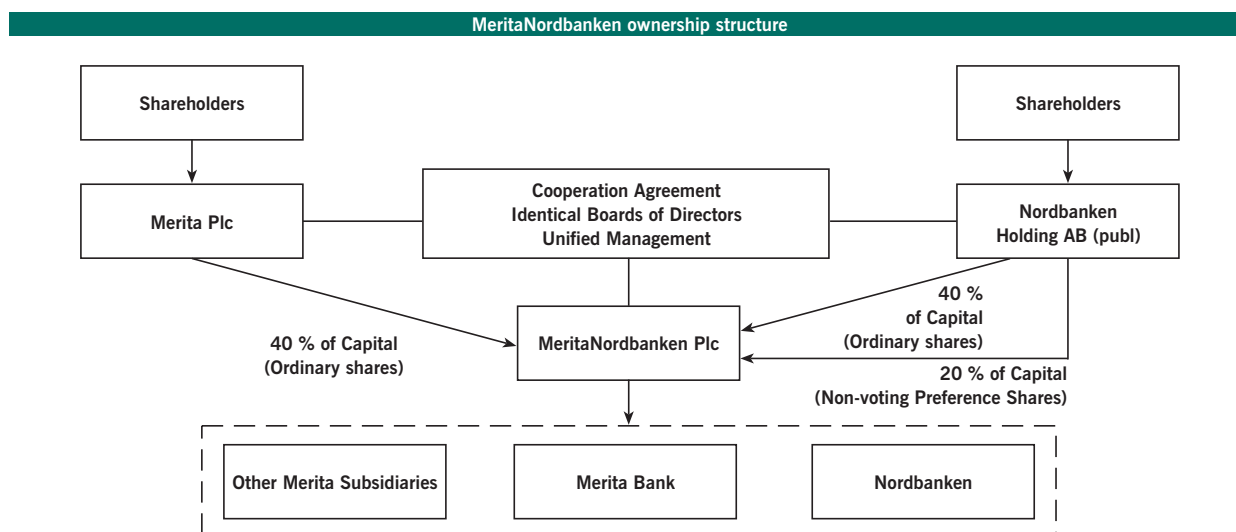 MeritaNordbanken ownership structure
Shareholders
Shareholders
Merita Plc
Cooperation Agreement
Identical Boards of Directors
Unified Management
Nordbanken
Holding AB (publ)
40 % of Capital
(Ordinary shares)
MeritaNordbanken Plc
40 %
of Capital
(Ordinary shares)
20 % of Capital
(Non-voting Preference Shares)
Other Merita Subsidiaries
Merita Bank
Nordbanken